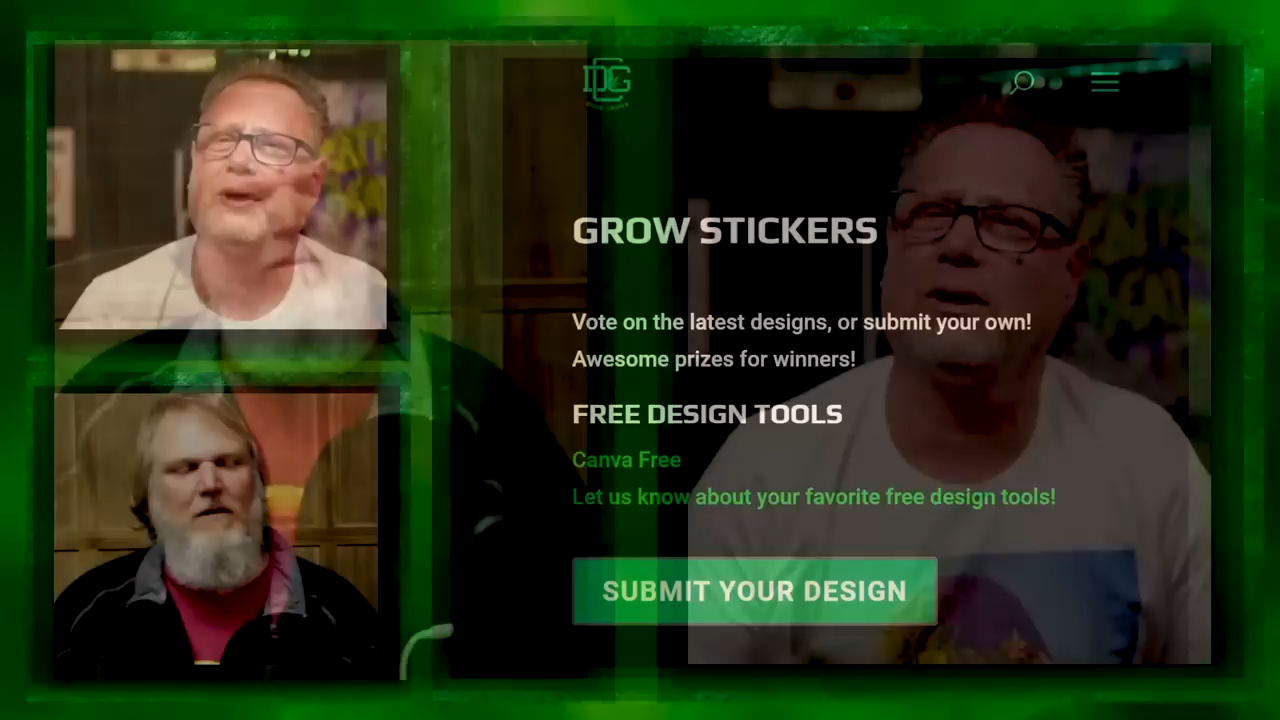 DGC
GROW STICKERS
Vote on the latest designs, or submit your own!
Awesome prizes for winners!
FREE DESIGN TOOLS
Canva Free
Let us know about your favorite free design tools!
SUBMIT YOUR DESIGN